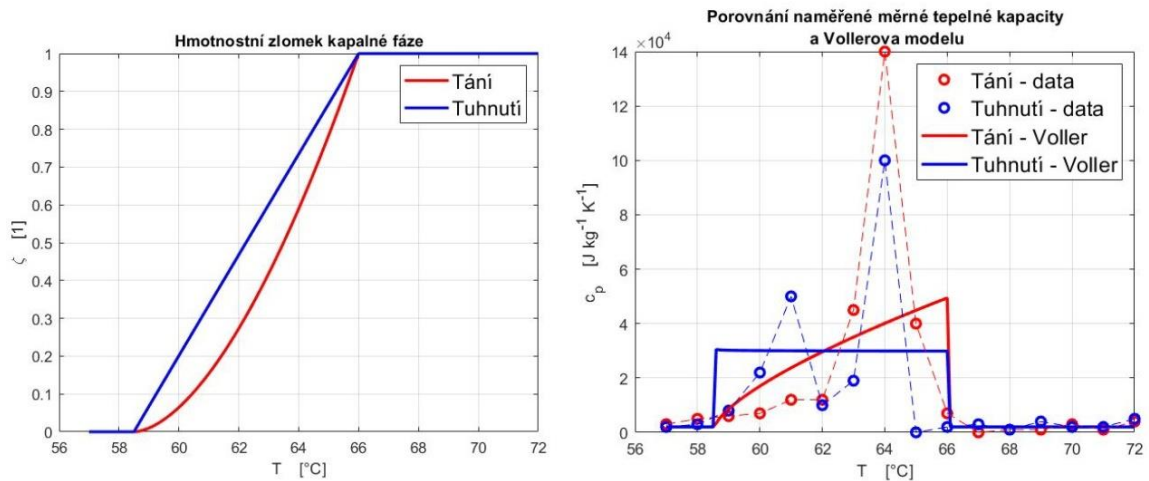 Hmotnostní zlomek kapalné fáze
1
0.9
0.8
0.7
0.6
0.5
0.4
0.3
0.2
0.1
0
ζ [1]
Tání
Tuhnutí
56 58 60 62 64 66 68 70 72
T [°C]
Porovnání naměřené měrné tepelné kapacity
a Vollerova modelu
×10⁴
14
12
10
8
6
4
2
0
c_p [J kg⁻¹ K⁻¹]
Tání - data
Tuhnutí - data
Tání - Voller
Tuhnutí - Voller
56 58 60 62 64 66 68 70 72
T [°C]